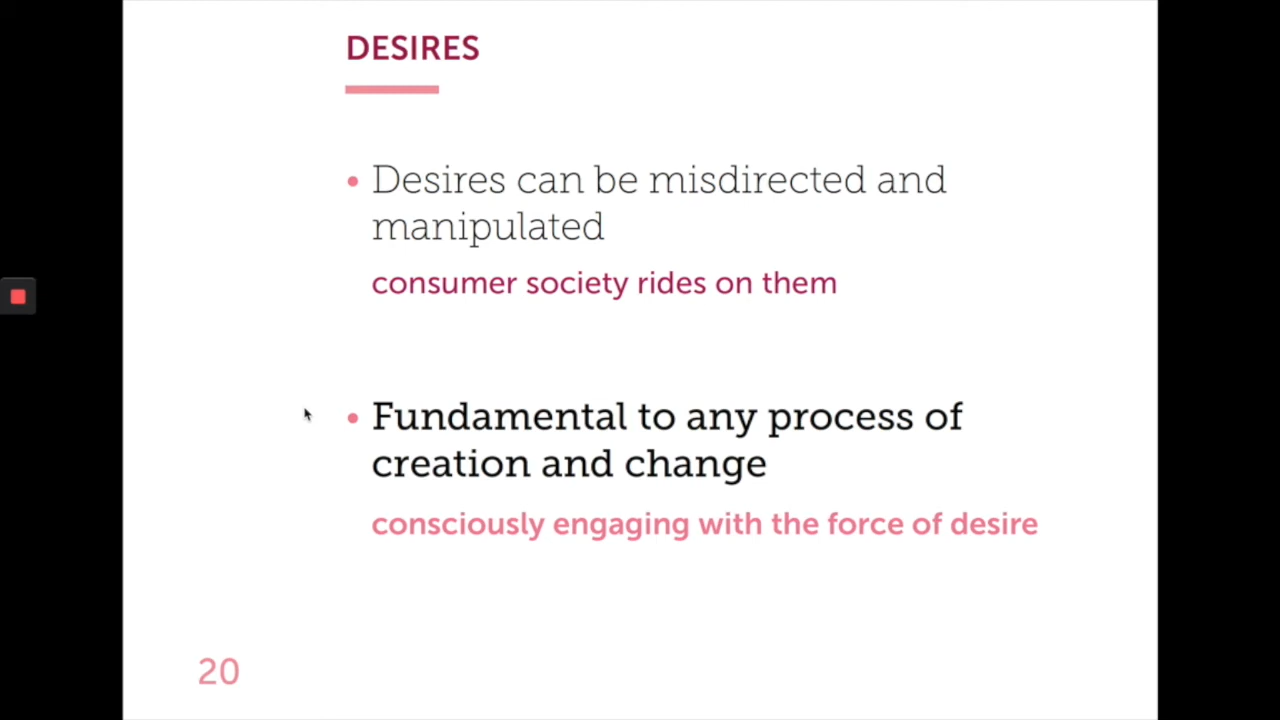 DESIRES
• Desires can be misdirected and
manipulated
consumer society rides on them
• Fundamental to any process of
creation and change
consciously engaging with the force of desire
20